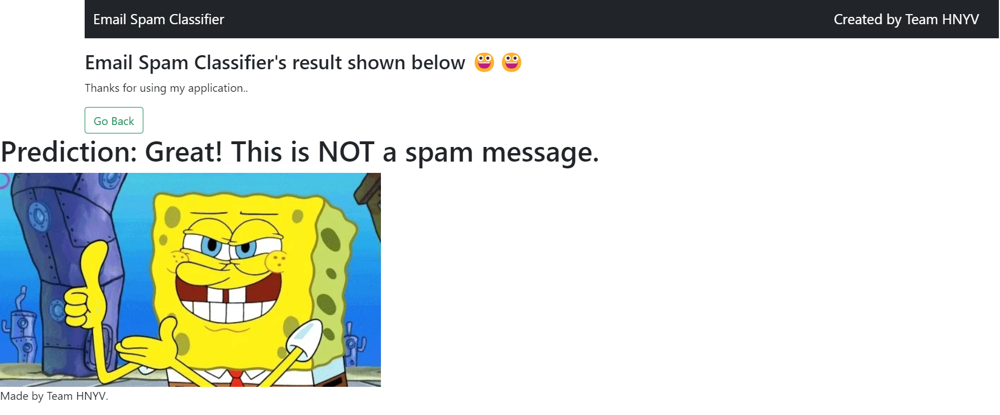 Email Spam Classifier
Created by Team HNYV
Email Spam Classifier's result shown below 😀 😀
Thanks for using my application..
Go Back
Prediction: Great! This is NOT a spam message.
Made by Team HNYV.